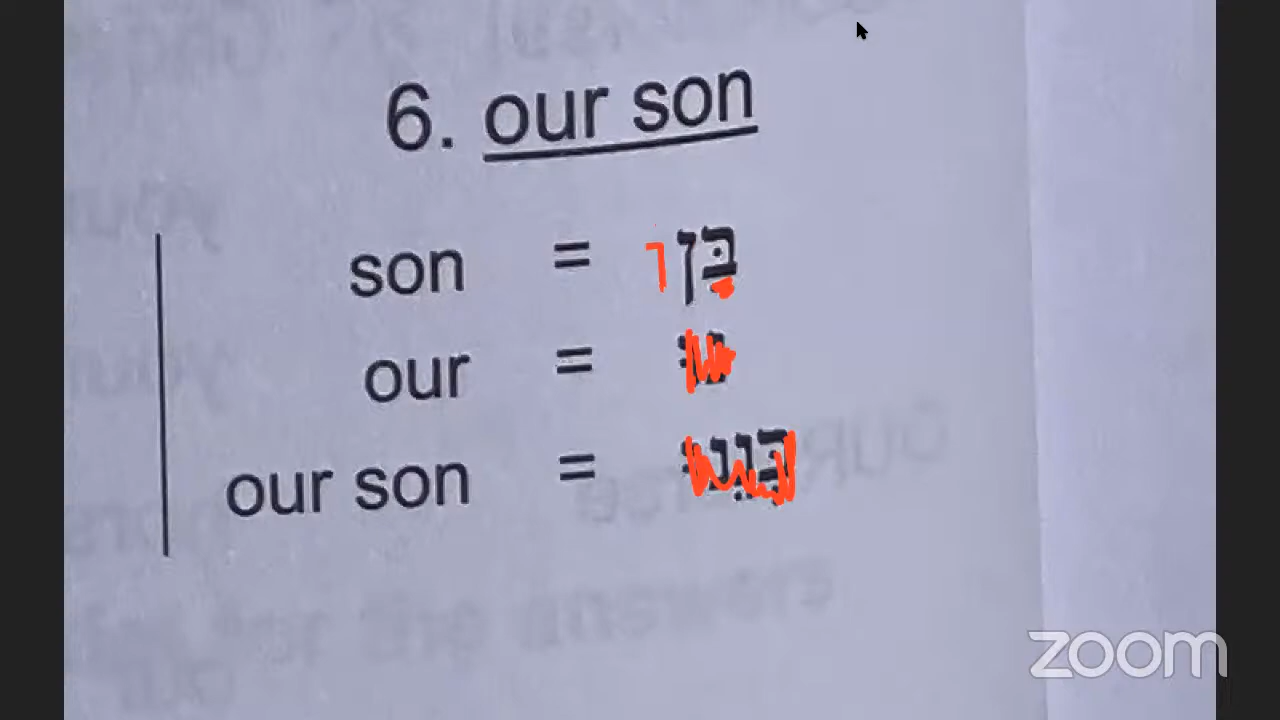 6. our son
son = בּן
our =
our son =
ZOOM